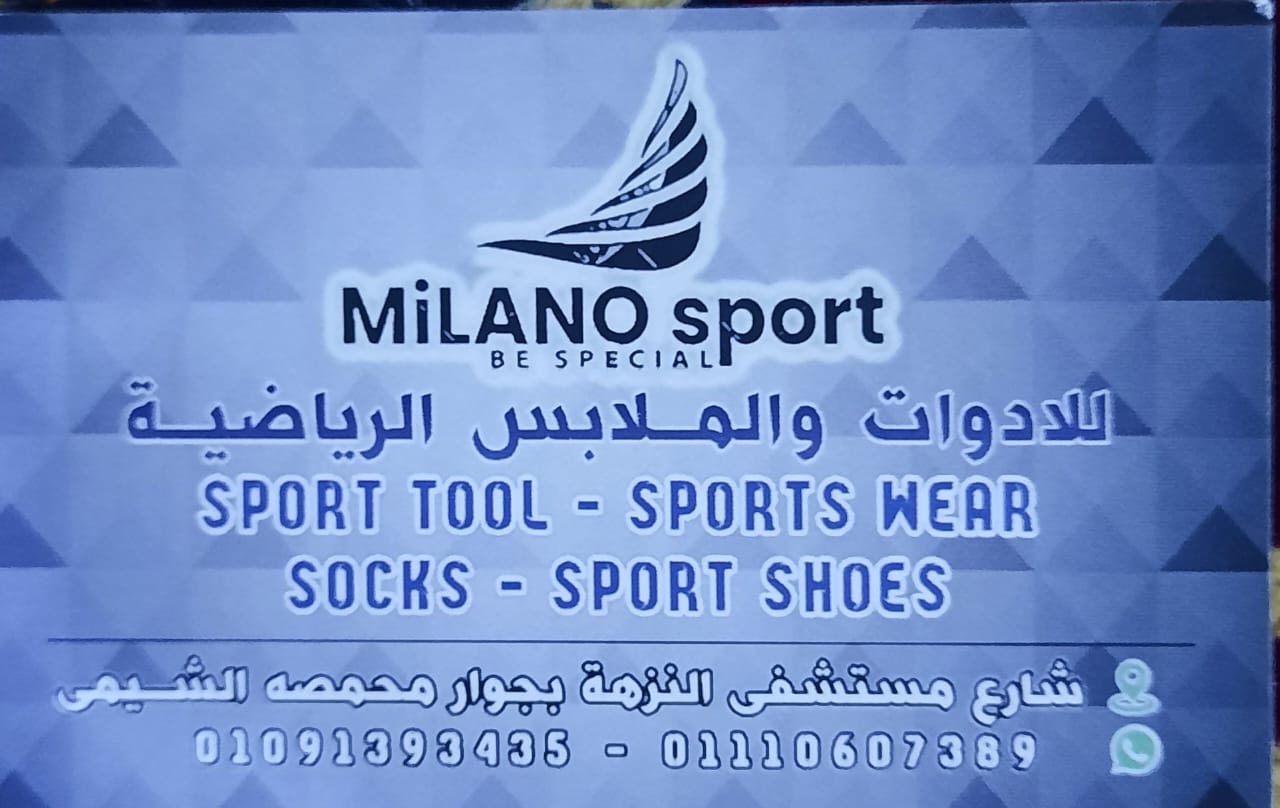 MiLANO sport
BE SPECIAL
للادوات والملابس الرياضية
SPORT TOOL - SPORTS WEAR
SOCKS - SPORT SHOES
شارع مستشفى النزهة بجوار محمصه الشيمى
01091393435 - 01110607389